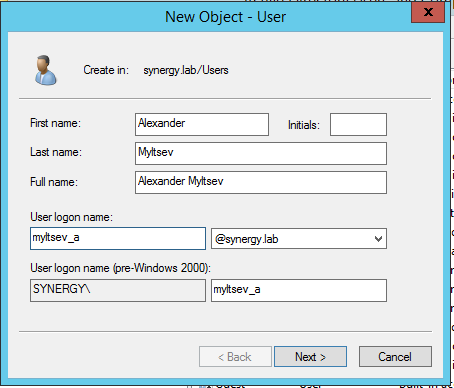 New Object - User
x
Create in: synergy.lab/Users
First name: Alexander Initials:
Last name: Myltsev
Full name: Alexander Myltsev
User logon name:
myltsev_a @synergy.lab
User logon name (pre-Windows 2000):
SYNERGY\ myltsev_a
< Back Next > Cancel